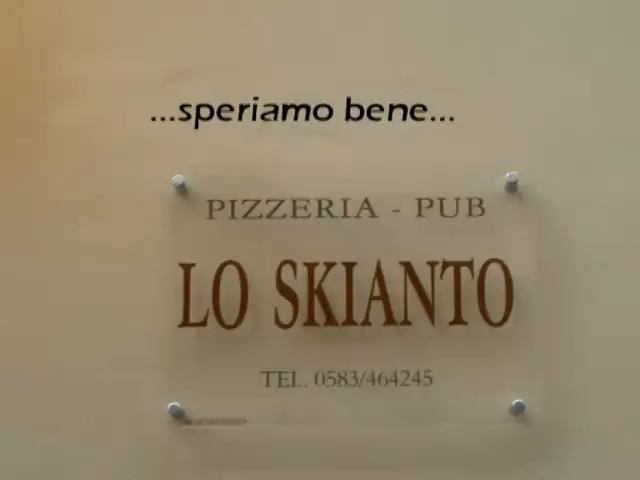 ...speriamo bene...
PIZZERIA - PUB
LO SKIANTO
TEL. 0583/464245